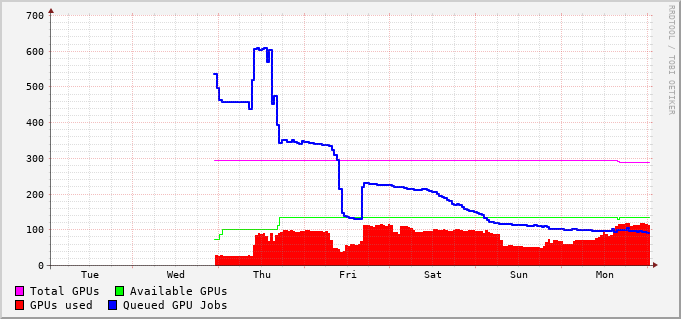 700
600
500
400
300
200
100
0
Tue Wed Thu Fri Sat Sun Mon
Total GPUs Available GPUs
GPUs used Queued GPU Jobs
RRDTOOL / TOBI OETIKER